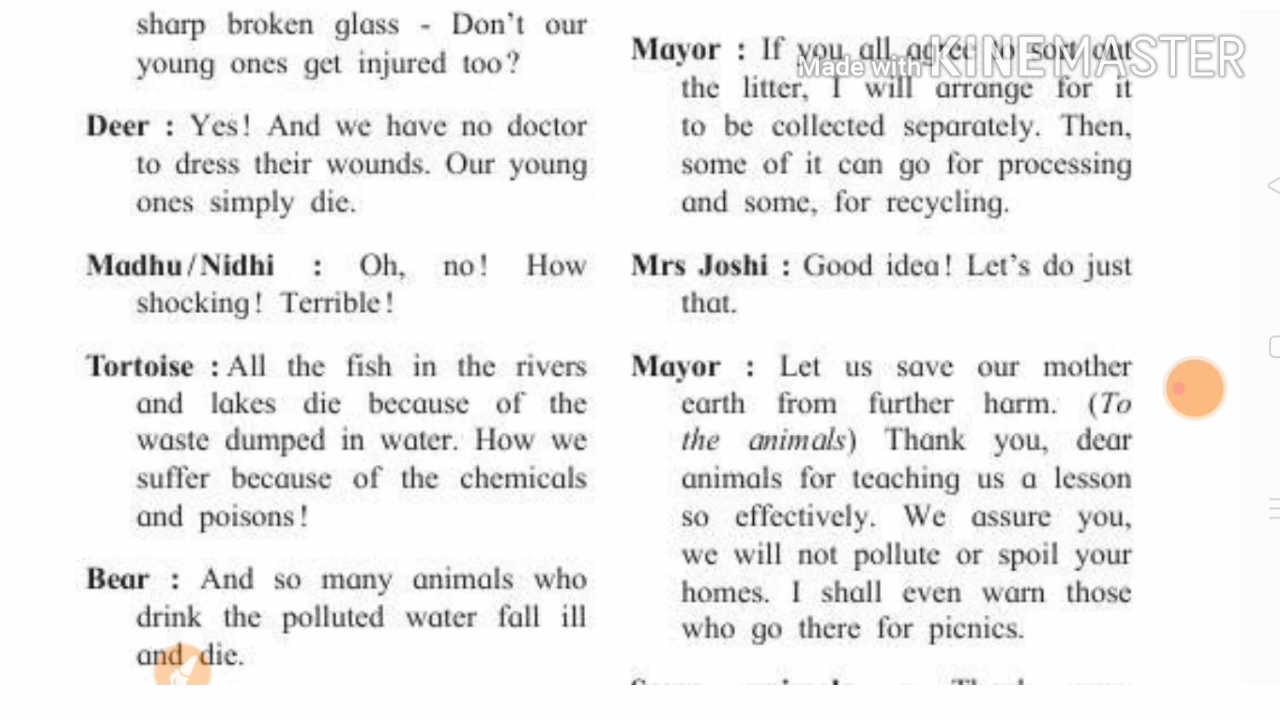 sharp broken glass - Don't our
young ones get injured too?
Deer : Yes! And we have no doctor
to dress their wounds. Our young
ones simply die.
Madhu/Nidhi : Oh, no! How
shocking! Terrible!
Tortoise : All the fish in the rivers
and lakes die because of the
waste dumped in water. How we
suffer because of the chemicals
and poisons!
Bear : And so many animals who
drink the polluted water fall ill
and die.
Mayor : If you all agree to sort out
the litter, I will arrange for it
to be collected separately. Then,
some of it can go for processing
and some, for recycling.
Mrs Joshi : Good idea! Let's do just
that.
Mayor : Let us save our mother
earth from further harm. (To
the animals) Thank you, dear
animals for teaching us a lesson
so effectively. We assure you,
we will not pollute or spoil your
homes. I shall even warn those
who go there for picnics.
Made with KINEMASTER